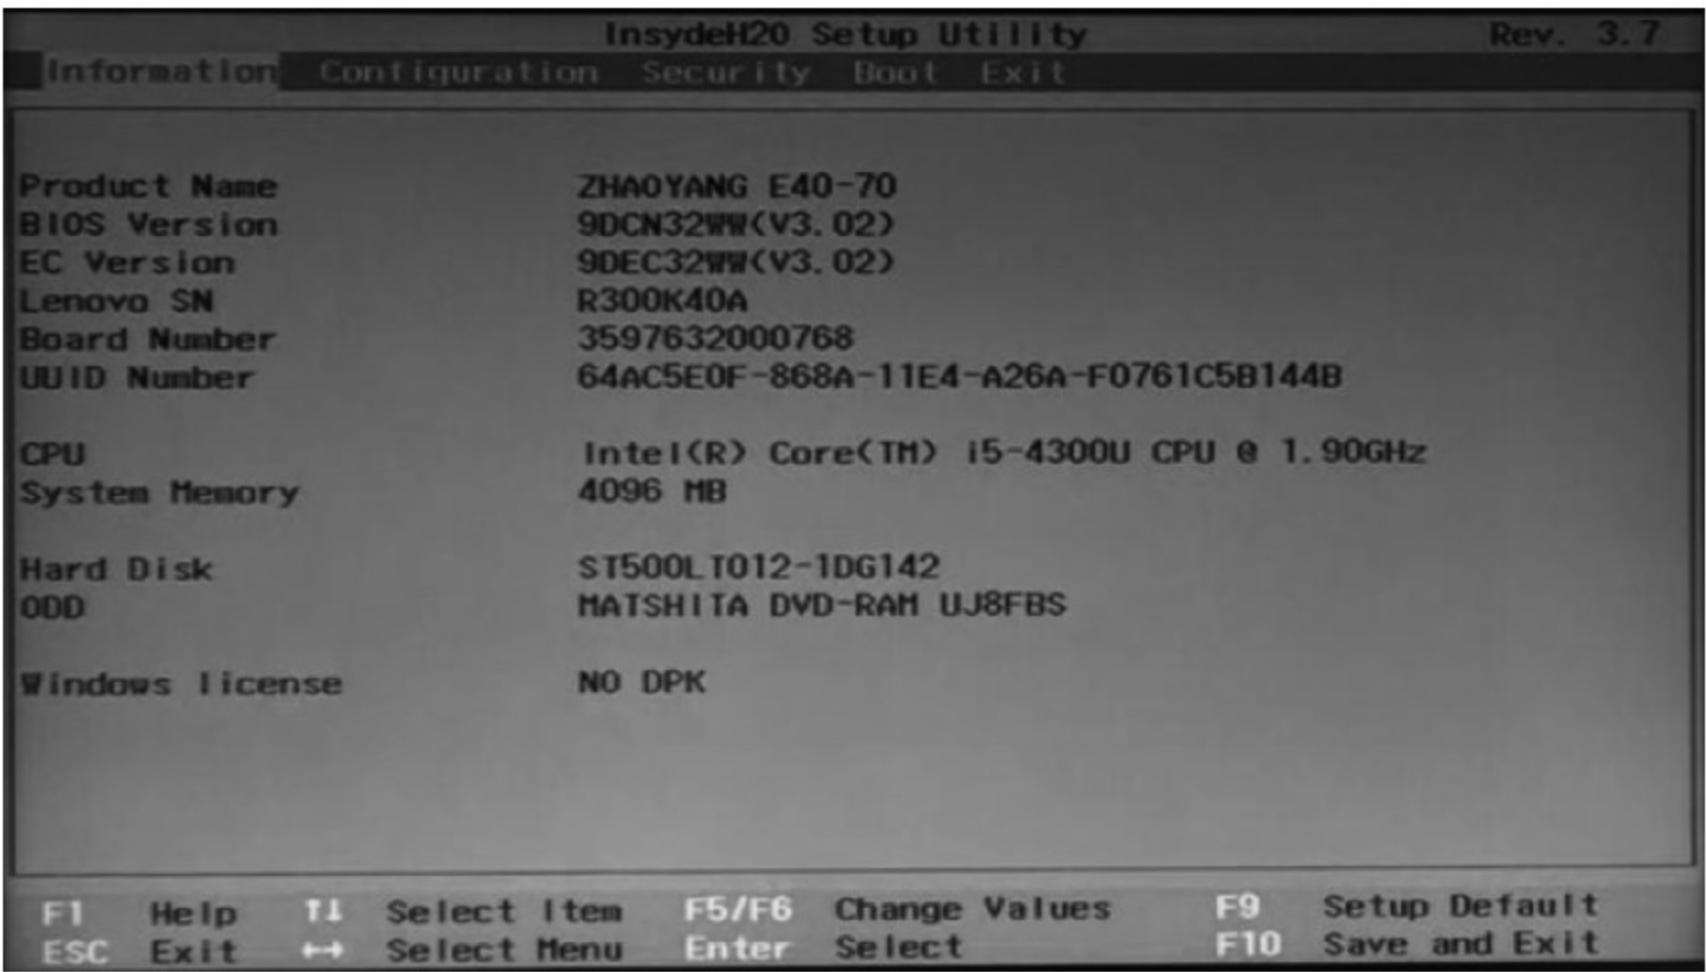 InsydeH20 Setup Utility Rev. 3.7
Information Configuration Security Boot Exit
Product Name ZHAOYANG E40-70
BIOS Version 9DCN32WW(V3.02)
EC Version 9DEC32WW(V3.02)
Lenovo SN R300K40A
Board Number 3597632000768
UUID Number 64AC5E0F-868A-11E4-A26A-F0761C5B144B
CPU Intel(R) Core(TM) i5-4300U CPU @ 1.90GHz
System Memory 4096 MB
Hard Disk ST500LT012-1DG142
ODD MATSHITA DVD-RAM UJ8FBS
Windows license NO DPK
F1 Help ↑↓ Select Item F5/F6 Change Values F9 Setup Default
ESC Exit ↔ Select Menu Enter Select F10 Save and Exit